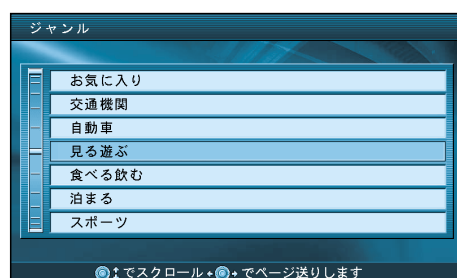 ジャンル
お気に入り
交通機関
自動車
見る遊ぶ
食べる飲む
泊まる
スポーツ
でスクロール でページ送りします